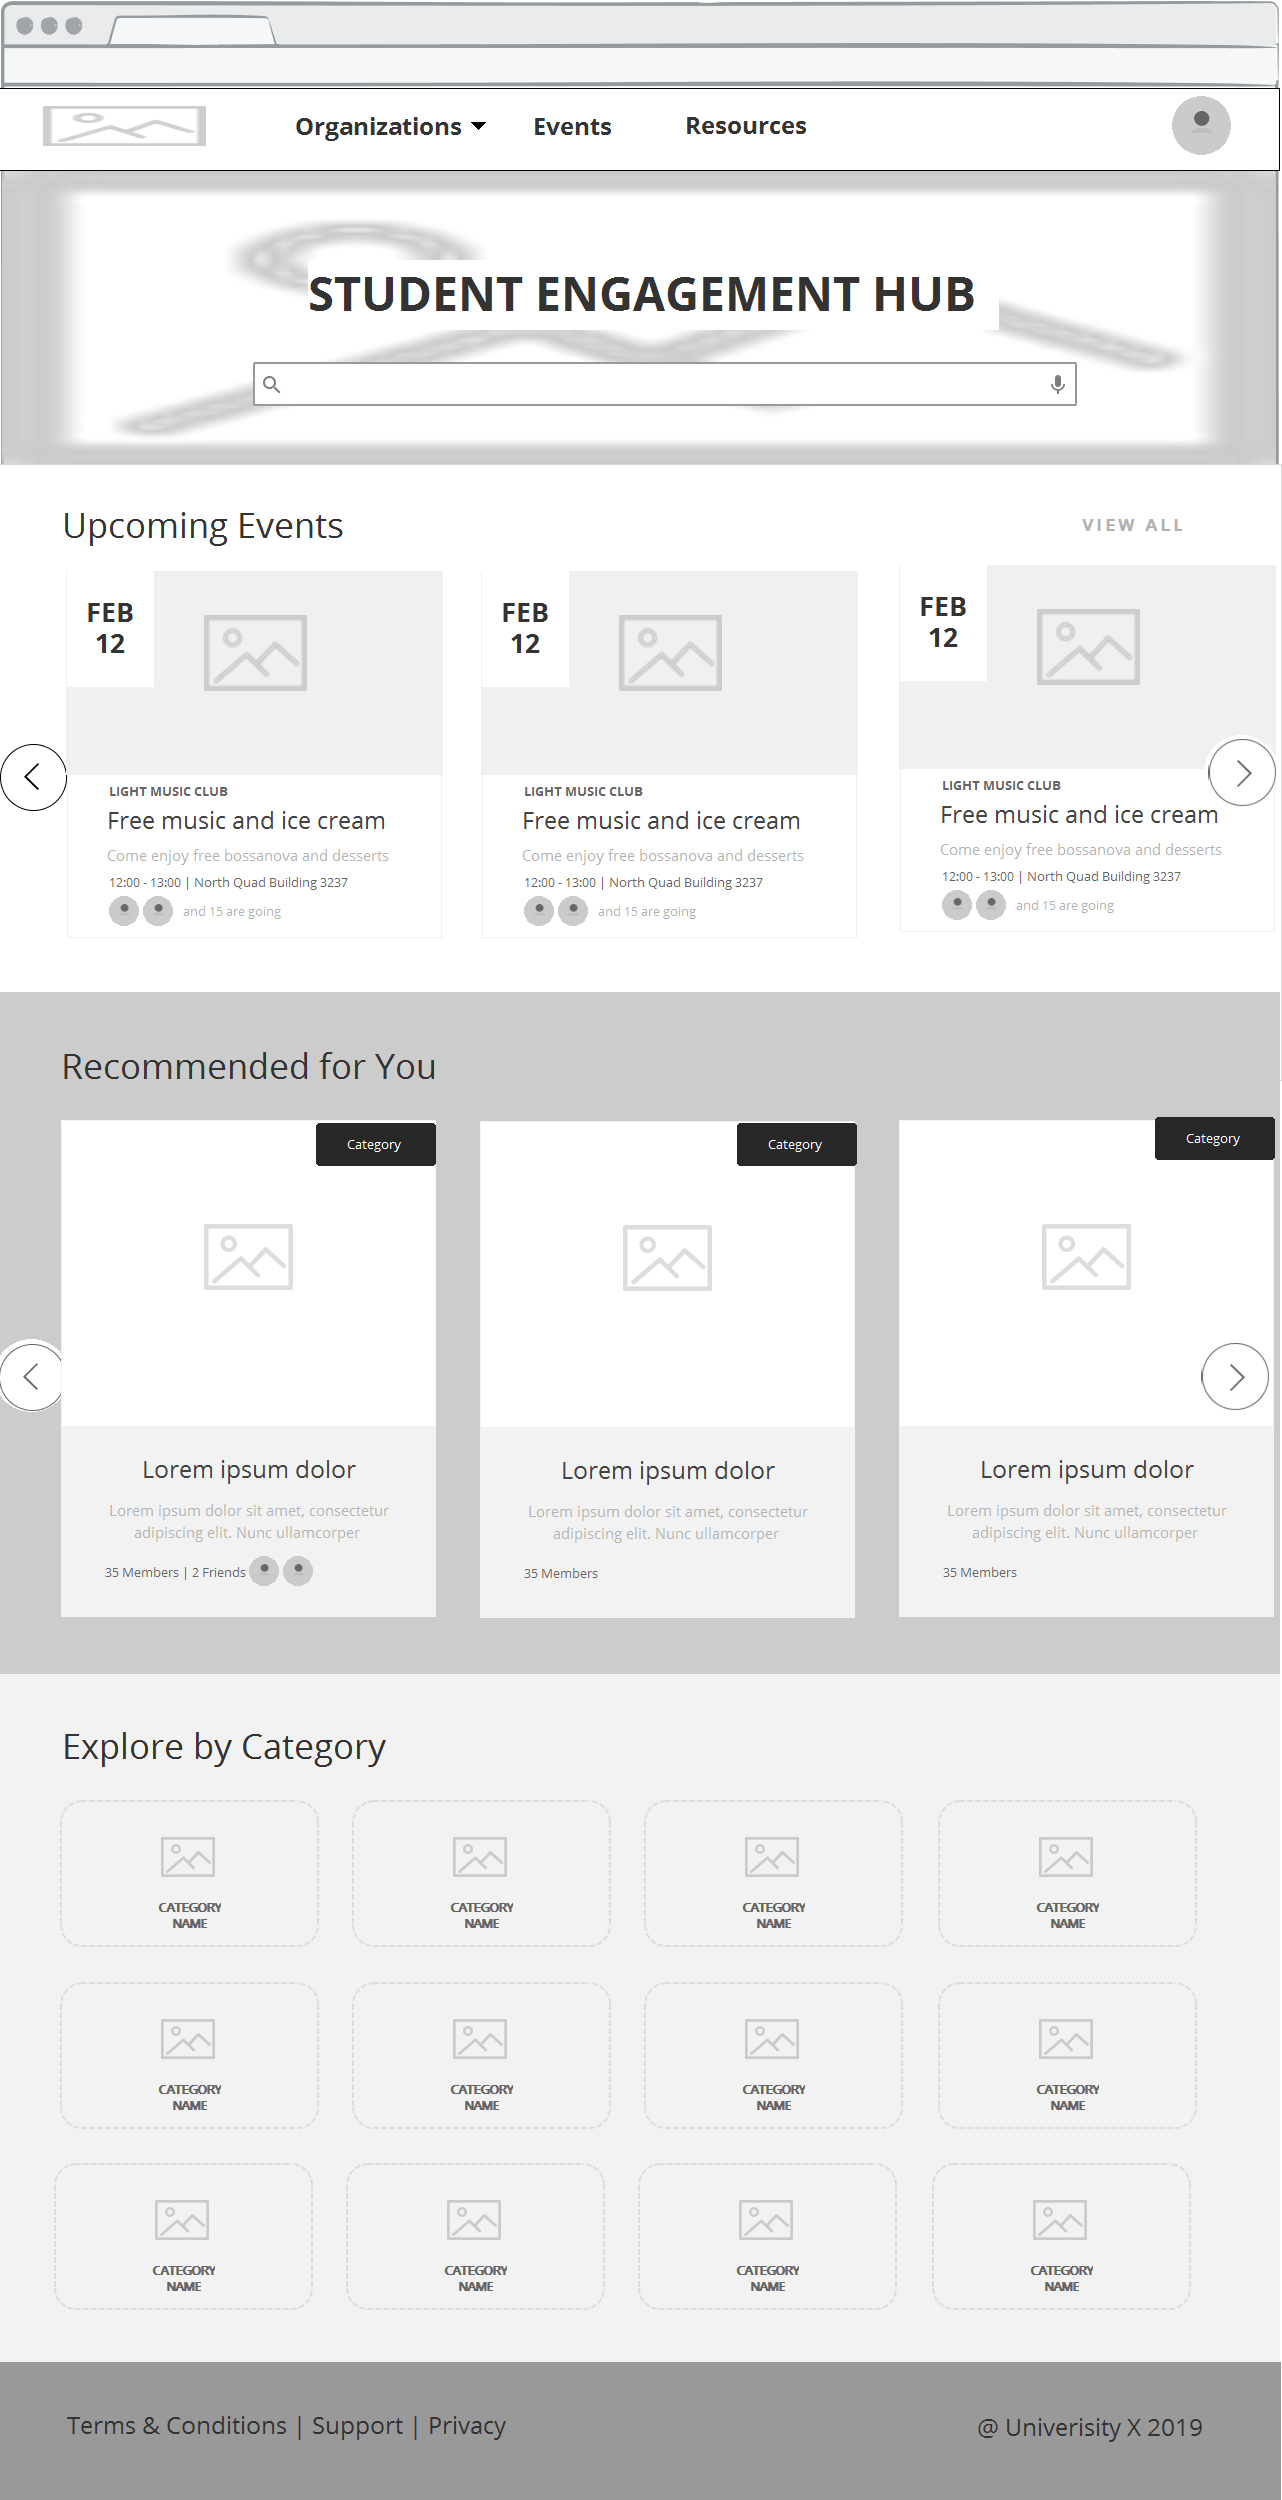 Organizations Events Resources
STUDENT ENGAGEMENT HUB
Upcoming Events
VIEW ALL
FEB
12
LIGHT MUSIC CLUB
Free music and ice cream
Come enjoy free bossanova and desserts
12:00 - 13:00 | North Quad Building 3237
and 15 are going
FEB
12
LIGHT MUSIC CLUB
Free music and ice cream
Come enjoy free bossanova and desserts
12:00 - 13:00 | North Quad Building 3237
and 15 are going
FEB
12
LIGHT MUSIC CLUB
Free music and ice cream
Come enjoy free bossanova and desserts
12:00 - 13:00 | North Quad Building 3237
and 15 are going
Recommended for You
Category
Lorem ipsum dolor
Lorem ipsum dolor sit amet, consectetur
adipiscing elit. Nunc ullamcorper
35 Members | 2 Friends
Category
Lorem ipsum dolor
Lorem ipsum dolor sit amet, consectetur
adipiscing elit. Nunc ullamcorper
35 Members
Category
Lorem ipsum dolor
Lorem ipsum dolor sit amet, consectetur
adipiscing elit. Nunc ullamcorper
35 Members
Explore by Category
CATEGORY
NAME
CATEGORY
NAME
CATEGORY
NAME
CATEGORY
NAME
CATEGORY
NAME
CATEGORY
NAME
CATEGORY
NAME
CATEGORY
NAME
CATEGORY
NAME
CATEGORY
NAME
CATEGORY
NAME
CATEGORY
NAME
Terms & Conditions | Support | Privacy
@ Univerisity X 2019